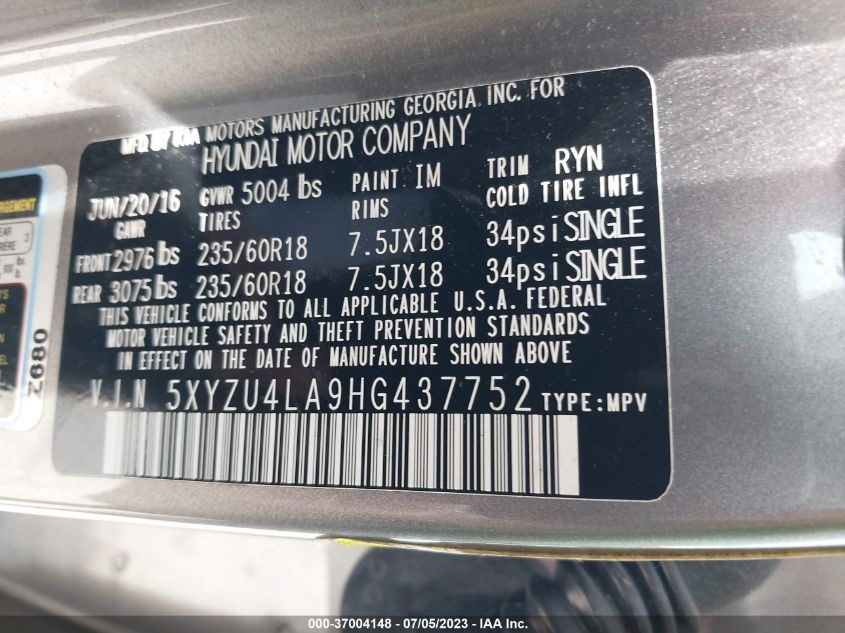 MFD BY KIA MOTORS MANUFACTURING GEORGIA, INC. FOR
HYUNDAI MOTOR COMPANY
JUN/20/16 GVWR 5004 lbs PAINT IM TRIM RYN
GAWR TIRES RIMS COLD TIRE INFL
FRONT 2976 lbs 235/60R18 7.5JX18 34psi SINGLE
REAR 3075 lbs 235/60R18 7.5JX18 34psi SINGLE
THIS VEHICLE CONFORMS TO ALL APPLICABLE U.S.A. FEDERAL
MOTOR VEHICLE SAFETY AND THEFT PREVENTION STANDARDS
IN EFFECT ON THE DATE OF MANUFACTURE SHOWN ABOVE
V.I.N 5XYZU4LA9HG437752 TYPE:MPV
Z680
000-37004148 - 07/05/2023 - IAA Inc.